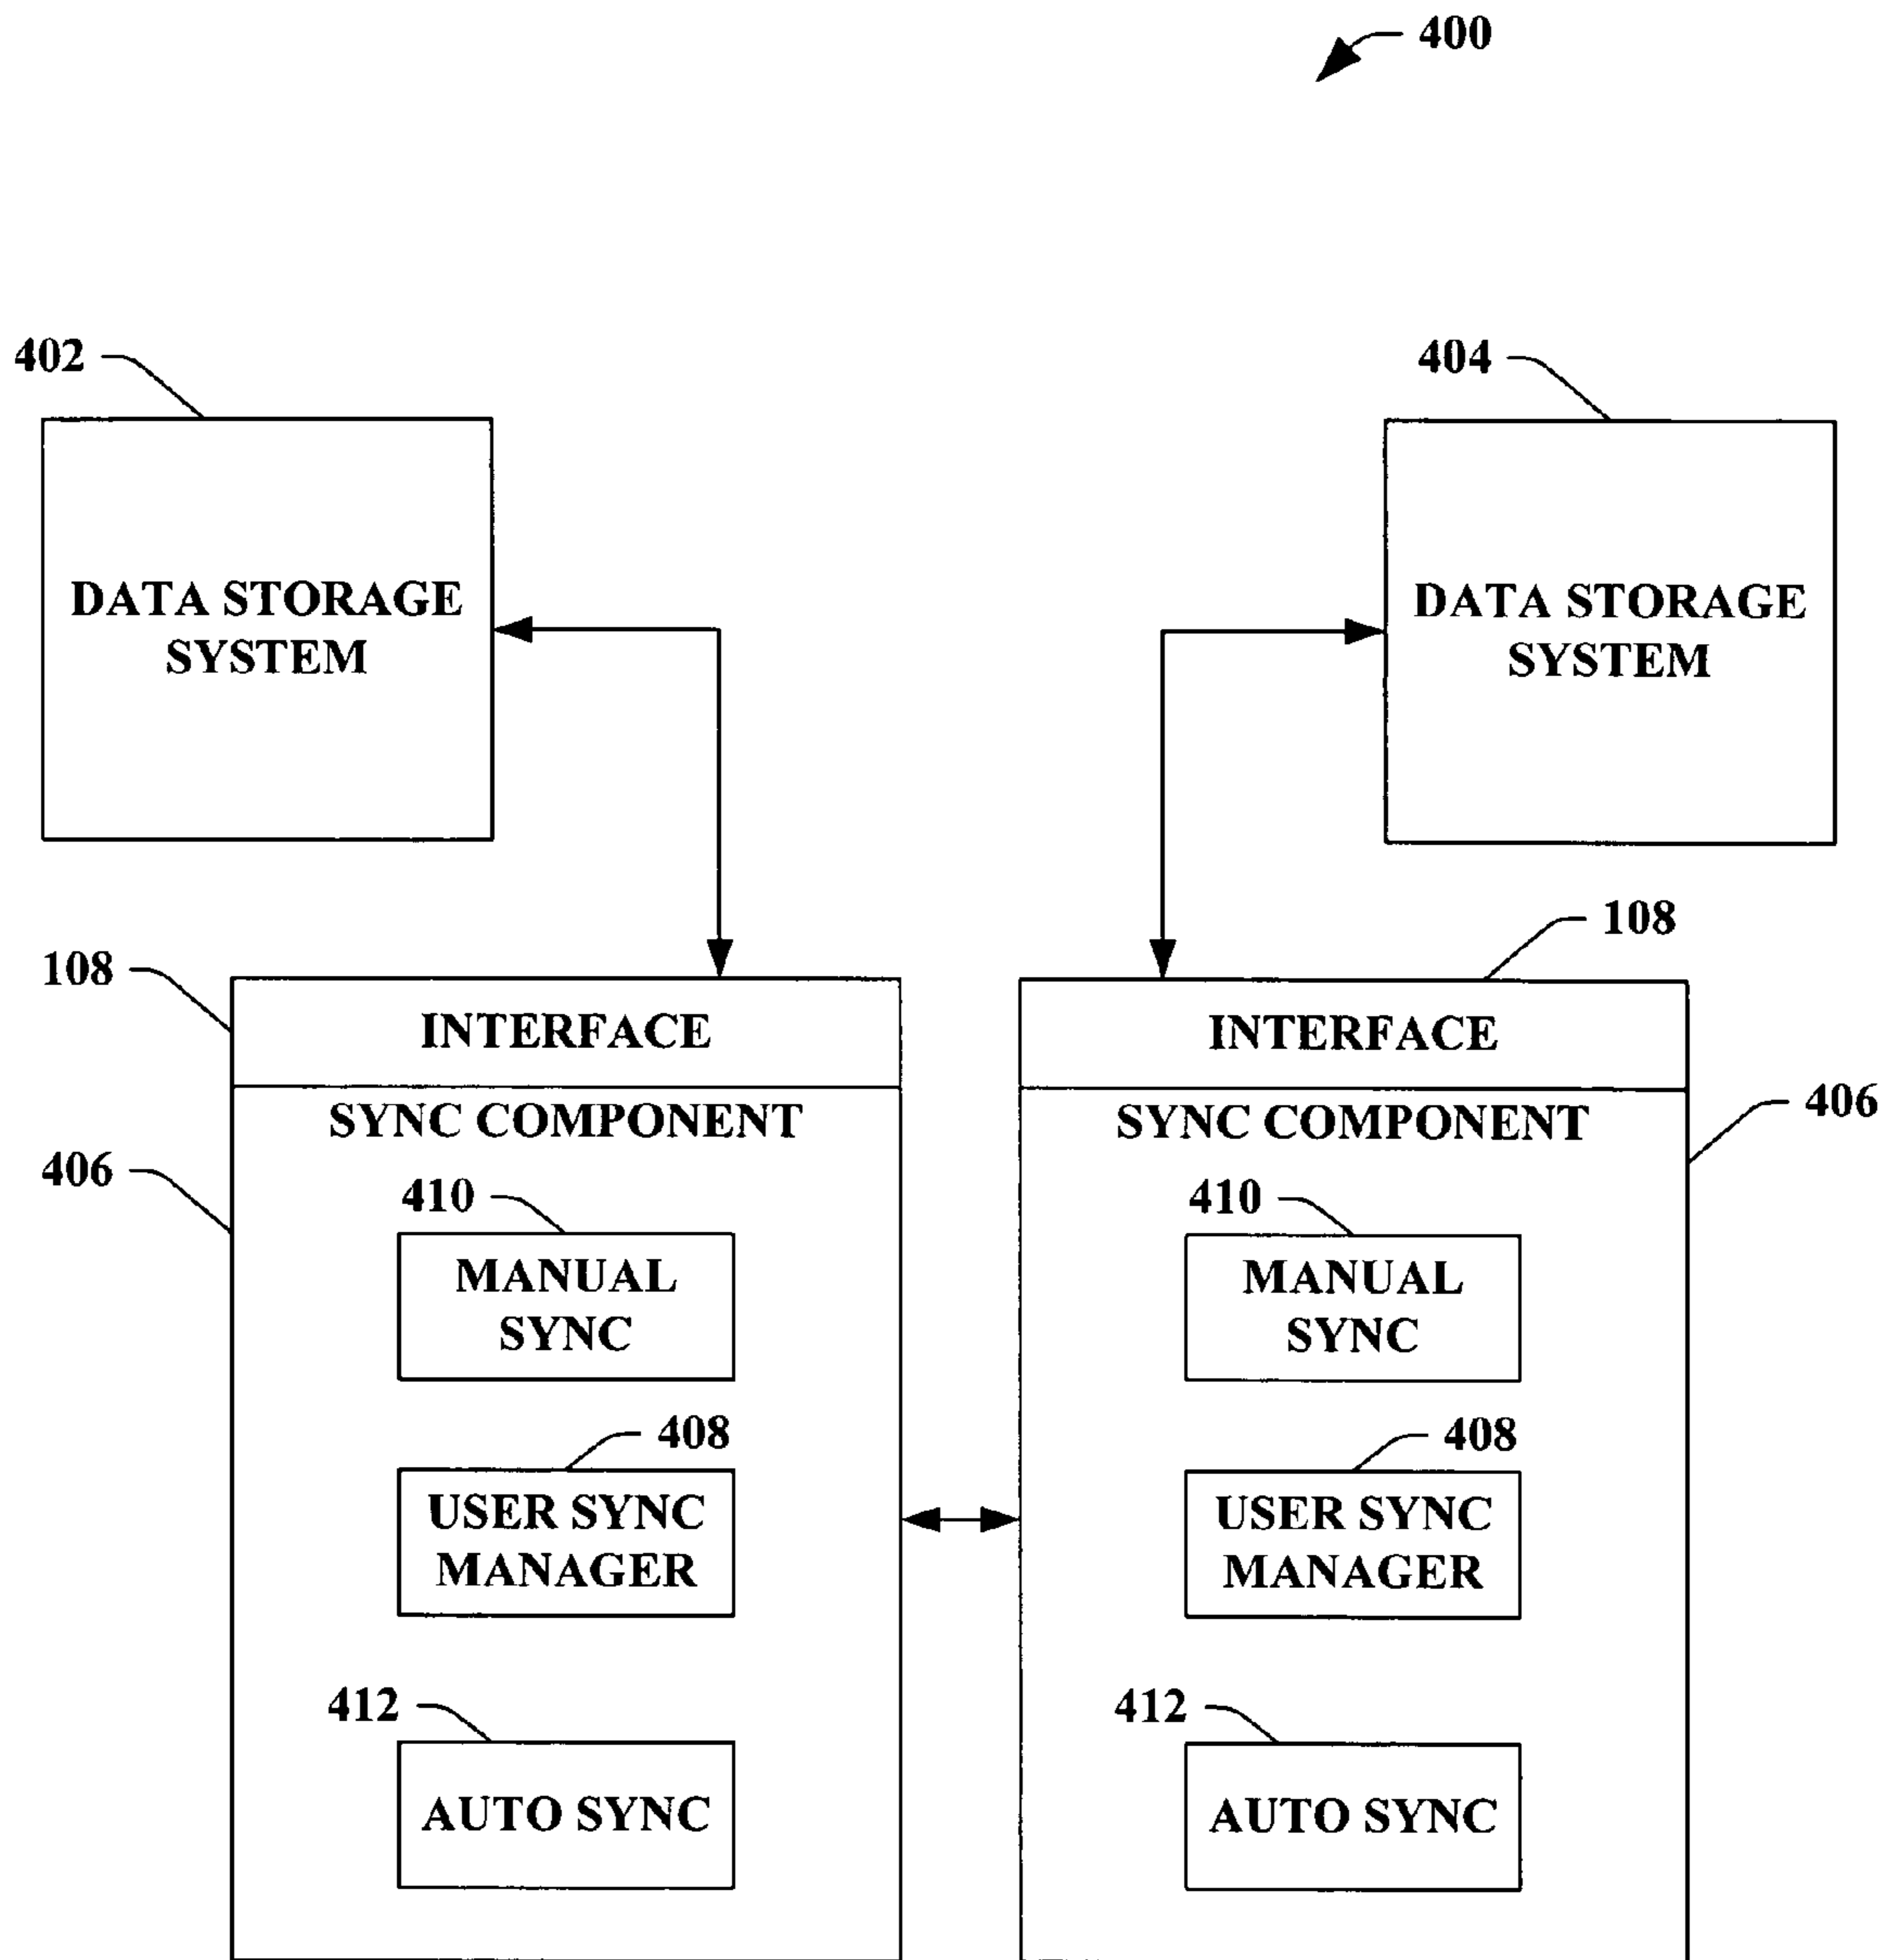 400
402
404
DATA STORAGE
SYSTEM
DATA STORAGE
SYSTEM
108
108
INTERFACE
INTERFACE
SYNC COMPONENT
SYNC COMPONENT
406
406
410
410
MANUAL
SYNC
MANUAL
SYNC
408
408
USER SYNC
MANAGER
USER SYNC
MANAGER
412
412
AUTO SYNC
AUTO SYNC